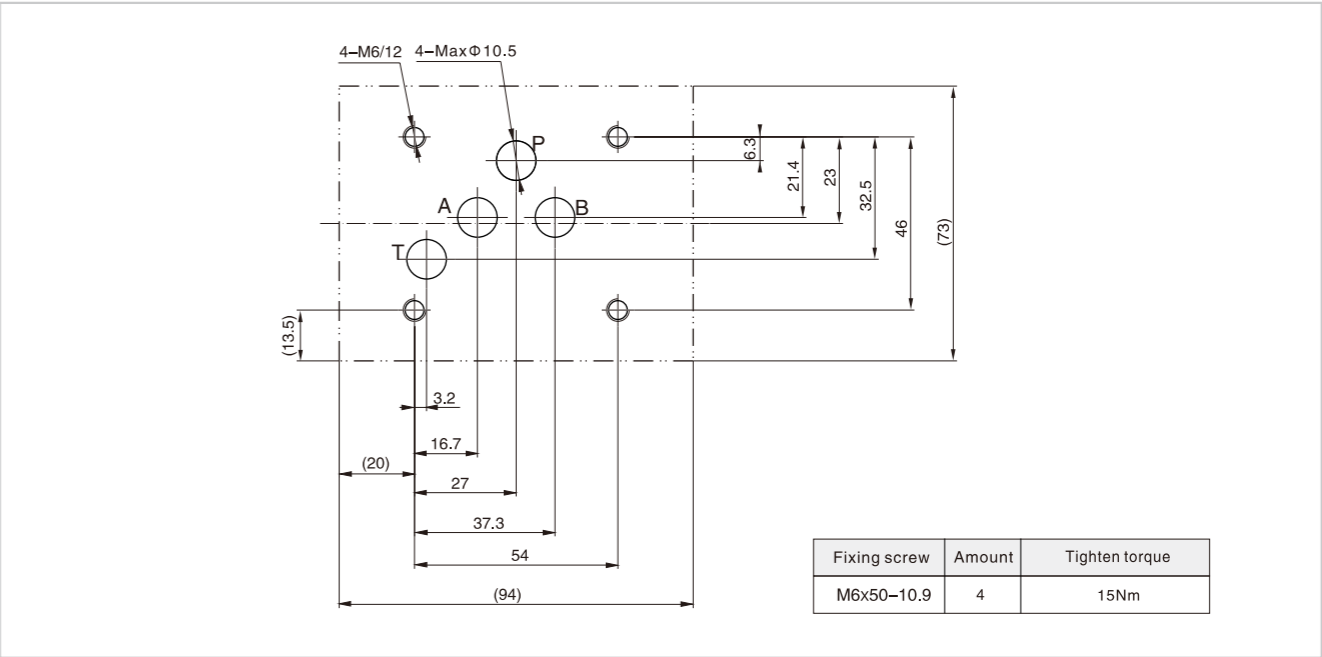 4–M6/12 4–MaxΦ10.5
P
6.3
21.4
23
32.5
46
(73)
A
B
T
(13.5)
3.2
16.7
(20)
27
37.3
54
(94)
Fixing screw Amount Tighten torque
M6x50–10.9 4 15Nm